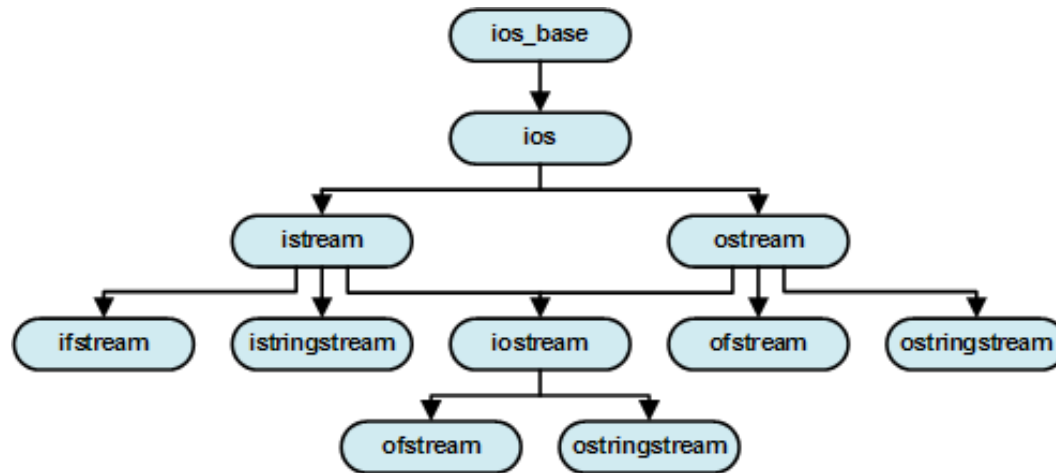 ios_base
ios
istream
ostream
ifstream
istringstream
iostream
ofstream
ostringstream
ofstream
ostringstream